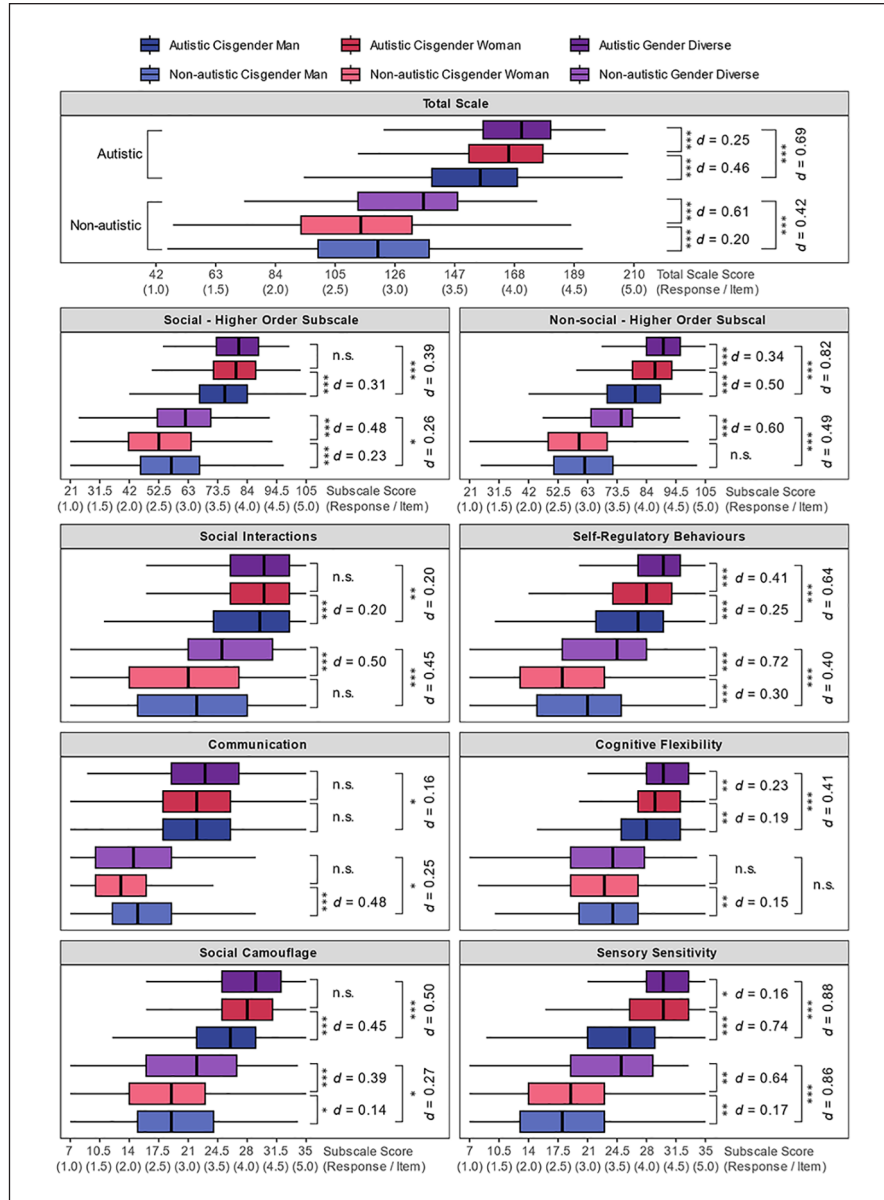 Autistic Cisgender Man Autistic Cisgender Woman Autistic Gender Diverse
Non-autistic Cisgender Man Non-autistic Cisgender Woman Non-autistic Gender Diverse
Total Scale
Autistic
Non-autistic
*** d = 0.25
*** d = 0.46
*** d = 0.69
*** d = 0.61
*** d = 0.20
*** d = 0.42
42 63 84 105 126 147 168 189 210 Total Scale Score
(1.0) (1.5) (2.0) (2.5) (3.0) (3.5) (4.0) (4.5) (5.0) (Response / Item)
Social - Higher Order Subscale
n.s.
*** d = 0.31
*** d = 0.39
*** d = 0.48
*** d = 0.23
* d = 0.26
21 31.5 42 52.5 63 73.5 84 94.5 105 Subscale Score
(1.0) (1.5) (2.0) (2.5) (3.0) (3.5) (4.0) (4.5) (5.0) (Response / Item)
Non-social - Higher Order Subscal
*** d = 0.34
*** d = 0.50
*** d = 0.82
*** d = 0.60
n.s.
*** d = 0.49
21 31.5 42 52.5 63 73.5 84 94.5 105 Subscale Score
(1.0) (1.5) (2.0) (2.5) (3.0) (3.5) (4.0) (4.5) (5.0) (Response / Item)
Social Interactions
n.s.
*** d = 0.20
** d = 0.20
*** d = 0.50
n.s.
*** d = 0.45
Self-Regulatory Behaviours
*** d = 0.41
*** d = 0.25
*** d = 0.64
*** d = 0.72
*** d = 0.30
*** d = 0.40
Communication
n.s.
n.s.
* d = 0.16
n.s.
*** d = 0.48
* d = 0.25
Cognitive Flexibility
** d = 0.23
** d = 0.19
*** d = 0.41
n.s.
** d = 0.15
n.s.
Social Camouflage
n.s.
*** d = 0.45
*** d = 0.50
*** d = 0.39
* d = 0.14
* d = 0.27
7 10.5 14 17.5 21 24.5 28 31.5 35 Subscale Score
(1.0) (1.5) (2.0) (2.5) (3.0) (3.5) (4.0) (4.5) (5.0) (Response / Item)
Sensory Sensitivity
* d = 0.16
*** d = 0.74
*** d = 0.88
*** d = 0.64
** d = 0.17
*** d = 0.86
7 10.5 14 17.5 21 24.5 28 31.5 35 Subscale Score
(1.0) (1.5) (2.0) (2.5) (3.0) (3.5) (4.0) (4.5) (5.0) (Response / Item)